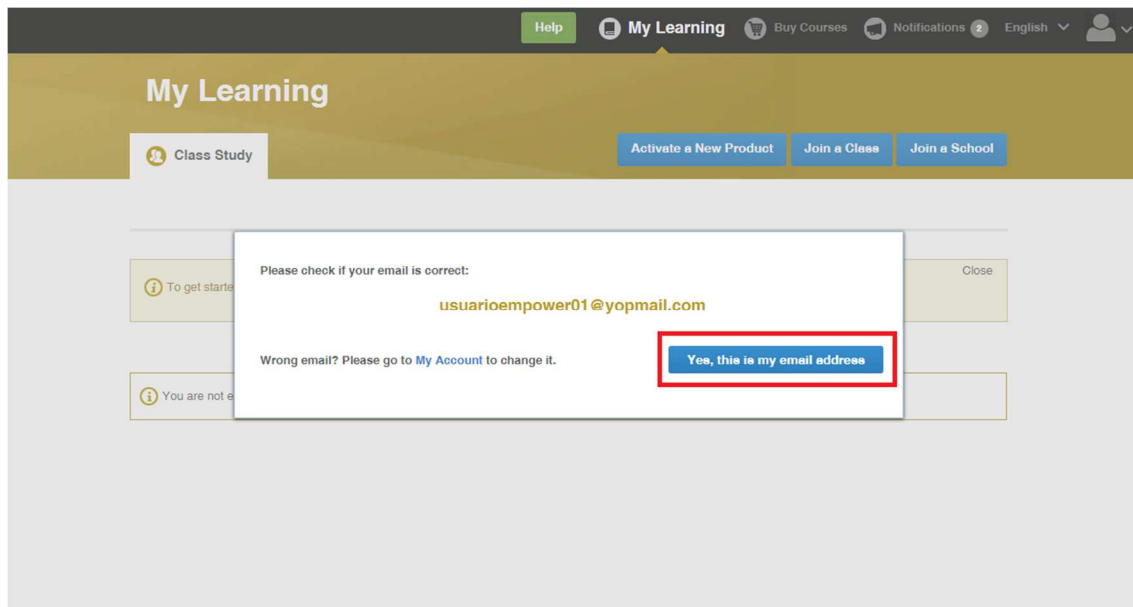 Help My Learning Buy Courses Notifications 2 English
My Learning
Class Study Activate a New Product Join a Class Join a School
Please check if your email is correct:
Close
To get starte
usuarioempower01@yopmail.com
Wrong email? Please go to My Account to change it. Yes, this is my email address
You are not e